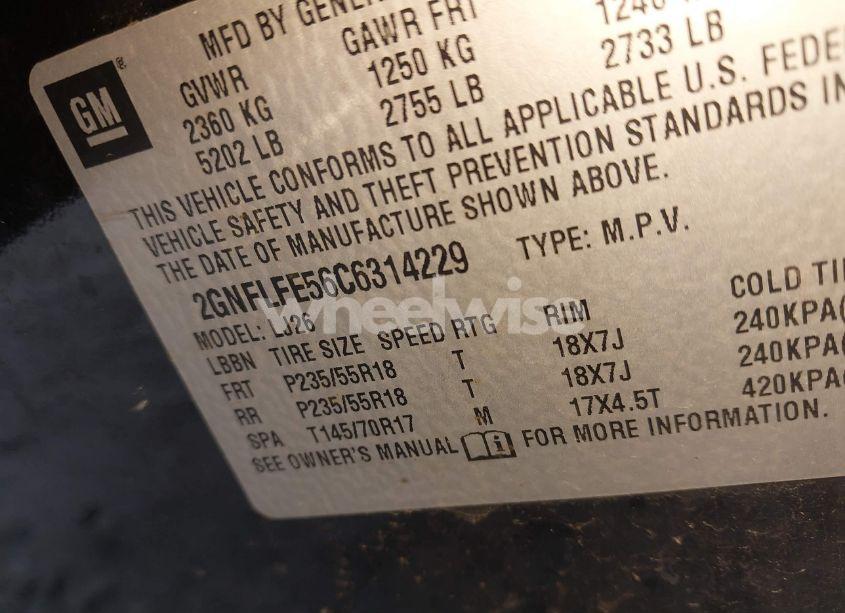 GM
MFD BY GENER
GVWR GAWR FRT
2360 KG 1250 KG 1240
5202 LB 2755 LB 2733 LB
THIS VEHICLE CONFORMS TO ALL APPLICABLE U.S. FEDE
VEHICLE SAFETY AND THEFT PREVENTION STANDARDS IN
THE DATE OF MANUFACTURE SHOWN ABOVE.
2GNFLFE56C6314229 TYPE: M.P.V.
MODEL: LJ26
LBBN TIRE SIZE SPEED RTG RIM COLD TI
FRT P235/55R18 T 18X7J 240KPA(
RR P235/55R18 T 18X7J 240KPA(
SPA T145/70R17 M 17X4.5T 420KPA(
SEE OWNER'S MANUAL FOR MORE INFORMATION.
wheelwise